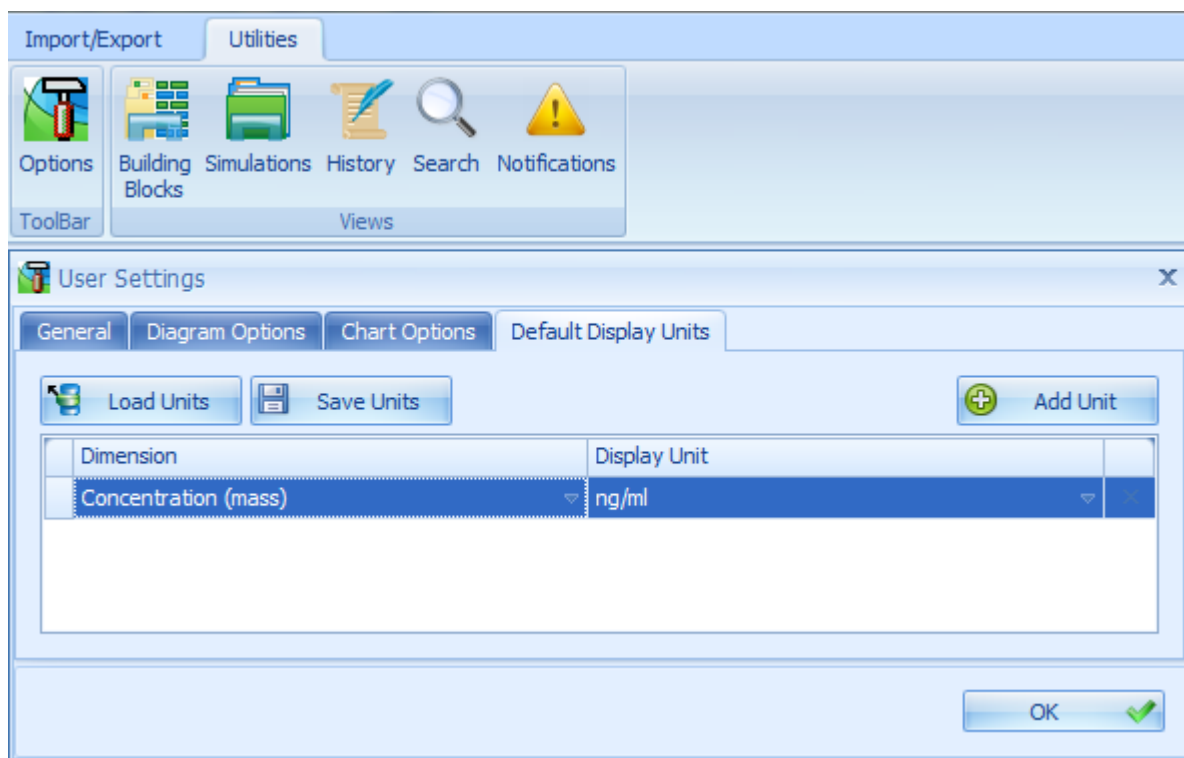 Import/Export Utilities
Options Building Blocks Simulations History Search Notifications
ToolBar Views
User Settings
General Diagram Options Chart Options Default Display Units
Load Units Save Units Add Unit
Dimension Display Unit
Concentration (mass) ng/ml
OK